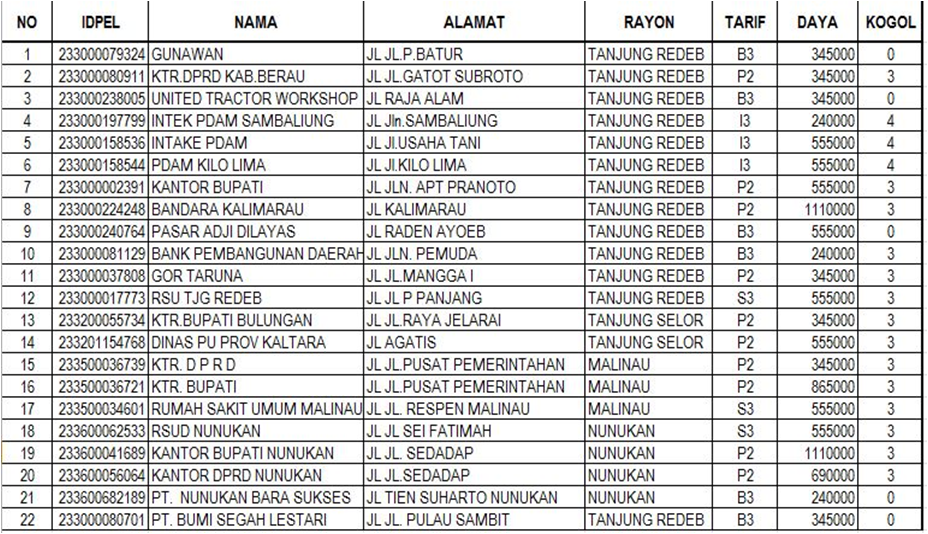 NO IDPEL NAMA ALAMAT RAYON TARIF DAYA KOGOL
1 233000079324 GUNAWAN JL JL.P.BATUR TANJUNG REDEB B3 345000 0
2 233000080911 KTR.DPRD KAB.BERAU JL JL.GATOT SUBROTO TANJUNG REDEB P2 345000 3
3 233000238005 UNITED TRACTOR WORKSHOP JL RAJA ALAM TANJUNG REDEB B3 345000 0
4 233000197799 INTEK PDAM SAMBALIUNG JL Jln.SAMBALIUNG TANJUNG REDEB I3 240000 4
5 233000158536 INTAKE PDAM JL Jl.USAHA TANI TANJUNG REDEB I3 555000 4
6 233000158544 PDAM KILO LIMA JL Jl.KILO LIMA TANJUNG REDEB I3 555000 4
7 233000002391 KANTOR BUPATI JL JLN. APT PRANOTO TANJUNG REDEB P2 555000 3
8 233000224248 BANDARA KALIMARAU JL KALIMARAU TANJUNG REDEB P2 1110000 3
9 233000240764 PASAR ADJI DILAYAS JL RADEN AYOEB TANJUNG REDEB B3 555000 0
10 233000081129 BANK PEMBANGUNAN DAERAH JL JLN. PEMUDA TANJUNG REDEB B3 240000 3
11 233000037808 GOR TARUNA JL JL.MANGGA I TANJUNG REDEB P2 345000 3
12 233000017773 RSU TJG REDEB JL JL P PANJANG TANJUNG REDEB S3 555000 3
13 233200055734 KTR.BUPATI BULUNGAN JL JL.RAYA JELARAI TANJUNG SELOR P2 345000 3
14 233201154768 DINAS PU PROV KALTARA JL AGATIS TANJUNG SELOR P2 555000 3
15 233500036739 KTR. D P R D JL JL.PUSAT PEMERINTAHAN MALINAU P2 345000 3
16 233500036721 KTR. BUPATI JL JL.PUSAT PEMERINTAHAN MALINAU P2 865000 3
17 233500034601 RUMAH SAKIT UMUM MALINAU JL JL. RESPEN MALINAU MALINAU S3 555000 3
18 233600062533 RSUD NUNUKAN JL JL SEI FATIMAH NUNUKAN S3 555000 3
19 233600041689 KANTOR BUPATI NUNUKAN JL JL. SEDADAP NUNUKAN P2 1110000 3
20 233600056064 KANTOR DPRD NUNUKAN JL JL.SEDADAP NUNUKAN P2 690000 3
21 233600682189 PT. NUNUKAN BARA SUKSES JL TIEN SUHARTO NUNUKAN NUNUKAN B3 240000 0
22 233000080701 PT. BUMI SEGAH LESTARI JL JL. PULAU SAMBIT TANJUNG REDEB B3 345000 0